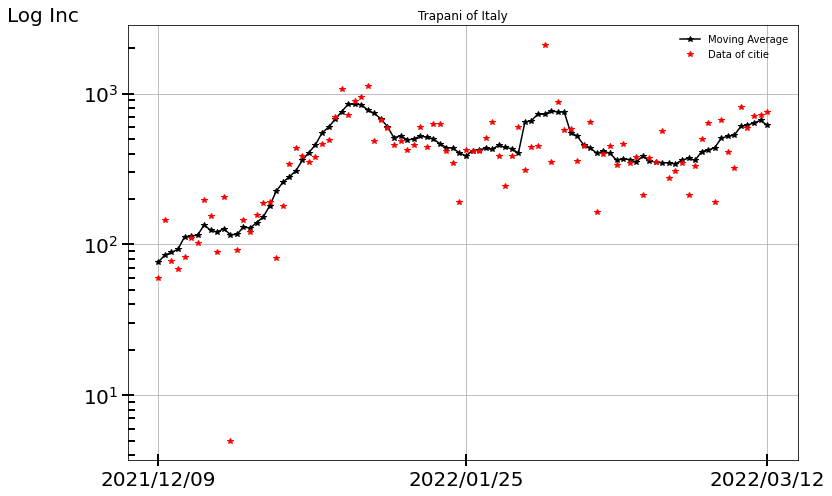 Log Inc
Trapani of Italy
Moving Average
Data of citie
10³
10²
10¹
2021/12/09
2022/01/25
2022/03/12